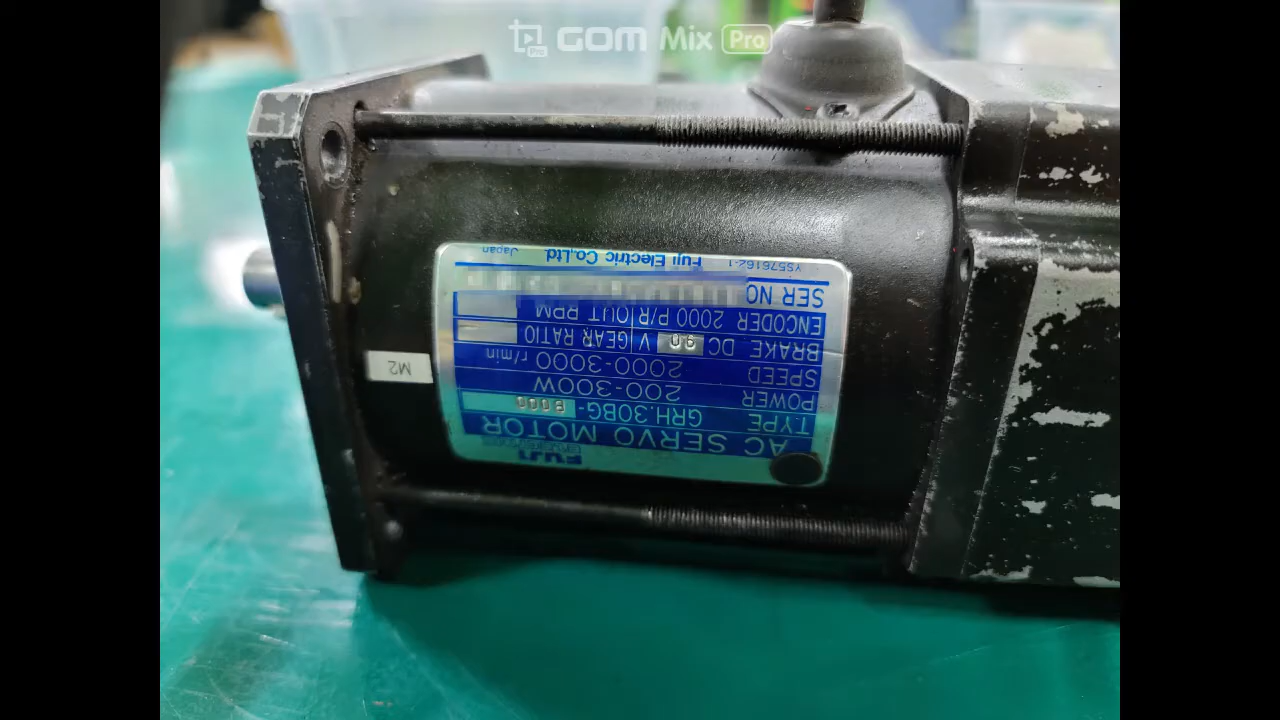 GOM Mix Pro
FUJI
AC SERVO MOTOR
TYPE GRH.30BG-
POWER 200-300W
SPEED 2000-3000 r/min
BRAKE DC 90 V GEAR RATIO
ENCODER 2000 P/R OUT RPM
SER NO
YS576162-1 Fuji Electric Co.,Ltd. Japan
M2